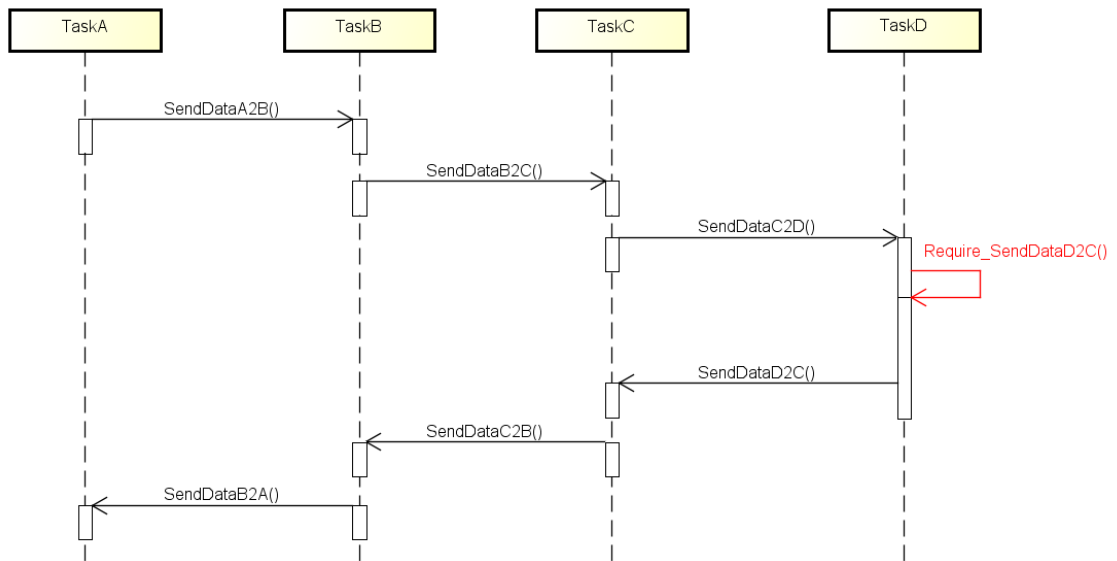 TaskA
TaskB
TaskC
TaskD
SendDataA2B()
SendDataB2C()
SendDataC2D()
Require_SendDataD2C()
SendDataD2C()
SendDataC2B()
SendDataB2A()